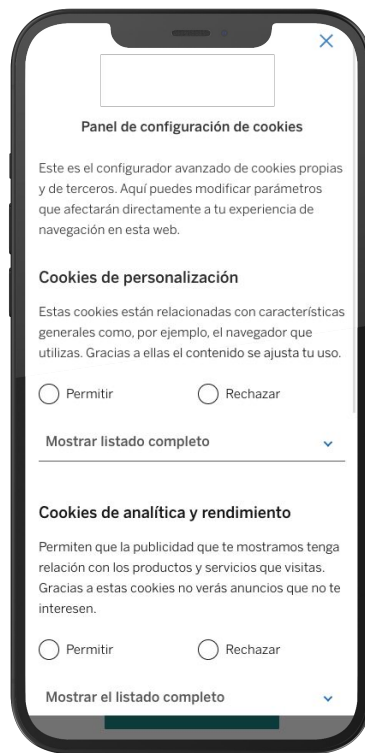 Panel de configuración de cookies
Este es el configurador avanzado de cookies propias
y de terceros. Aquí puedes modificar parámetros
que afectarán directamente a tu experiencia de
navegación en esta web.
Cookies de personalización
Estas cookies están relacionadas con características
generales como, por ejemplo, el navegador que
utilizas. Gracias a ellas el contenido se ajusta tu uso.
Permitir Rechazar
Mostrar listado completo
Cookies de analítica y rendimiento
Permiten que la publicidad que te mostramos tenga
relación con los productos y servicios que visitas.
Gracias a estas cookies no verás anuncios que no te
interesen.
Permitir Rechazar
Mostrar el listado completo